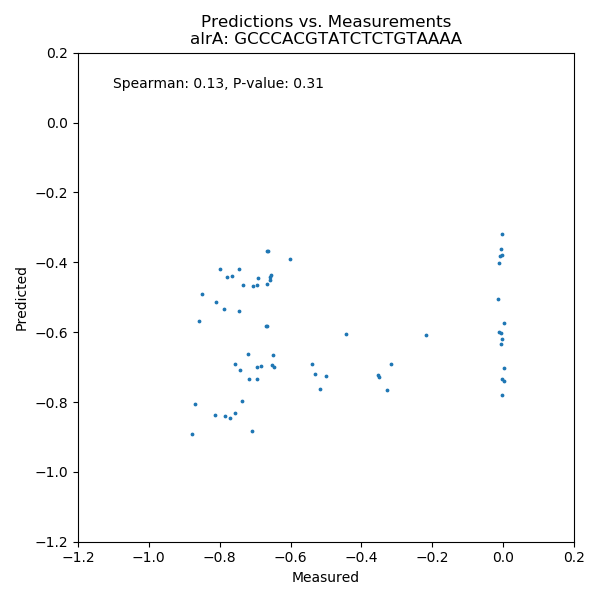 Predictions vs. Measurements
alrA: GCCCACGTATCTCTGTAAAA
Spearman: 0.13, P-value: 0.31
0.2
0.0
−0.2
−0.4
−0.6
−0.8
−1.0
−1.2
Predicted
−1.2 −1.0 −0.8 −0.6 −0.4 −0.2 0.0 0.2
Measured